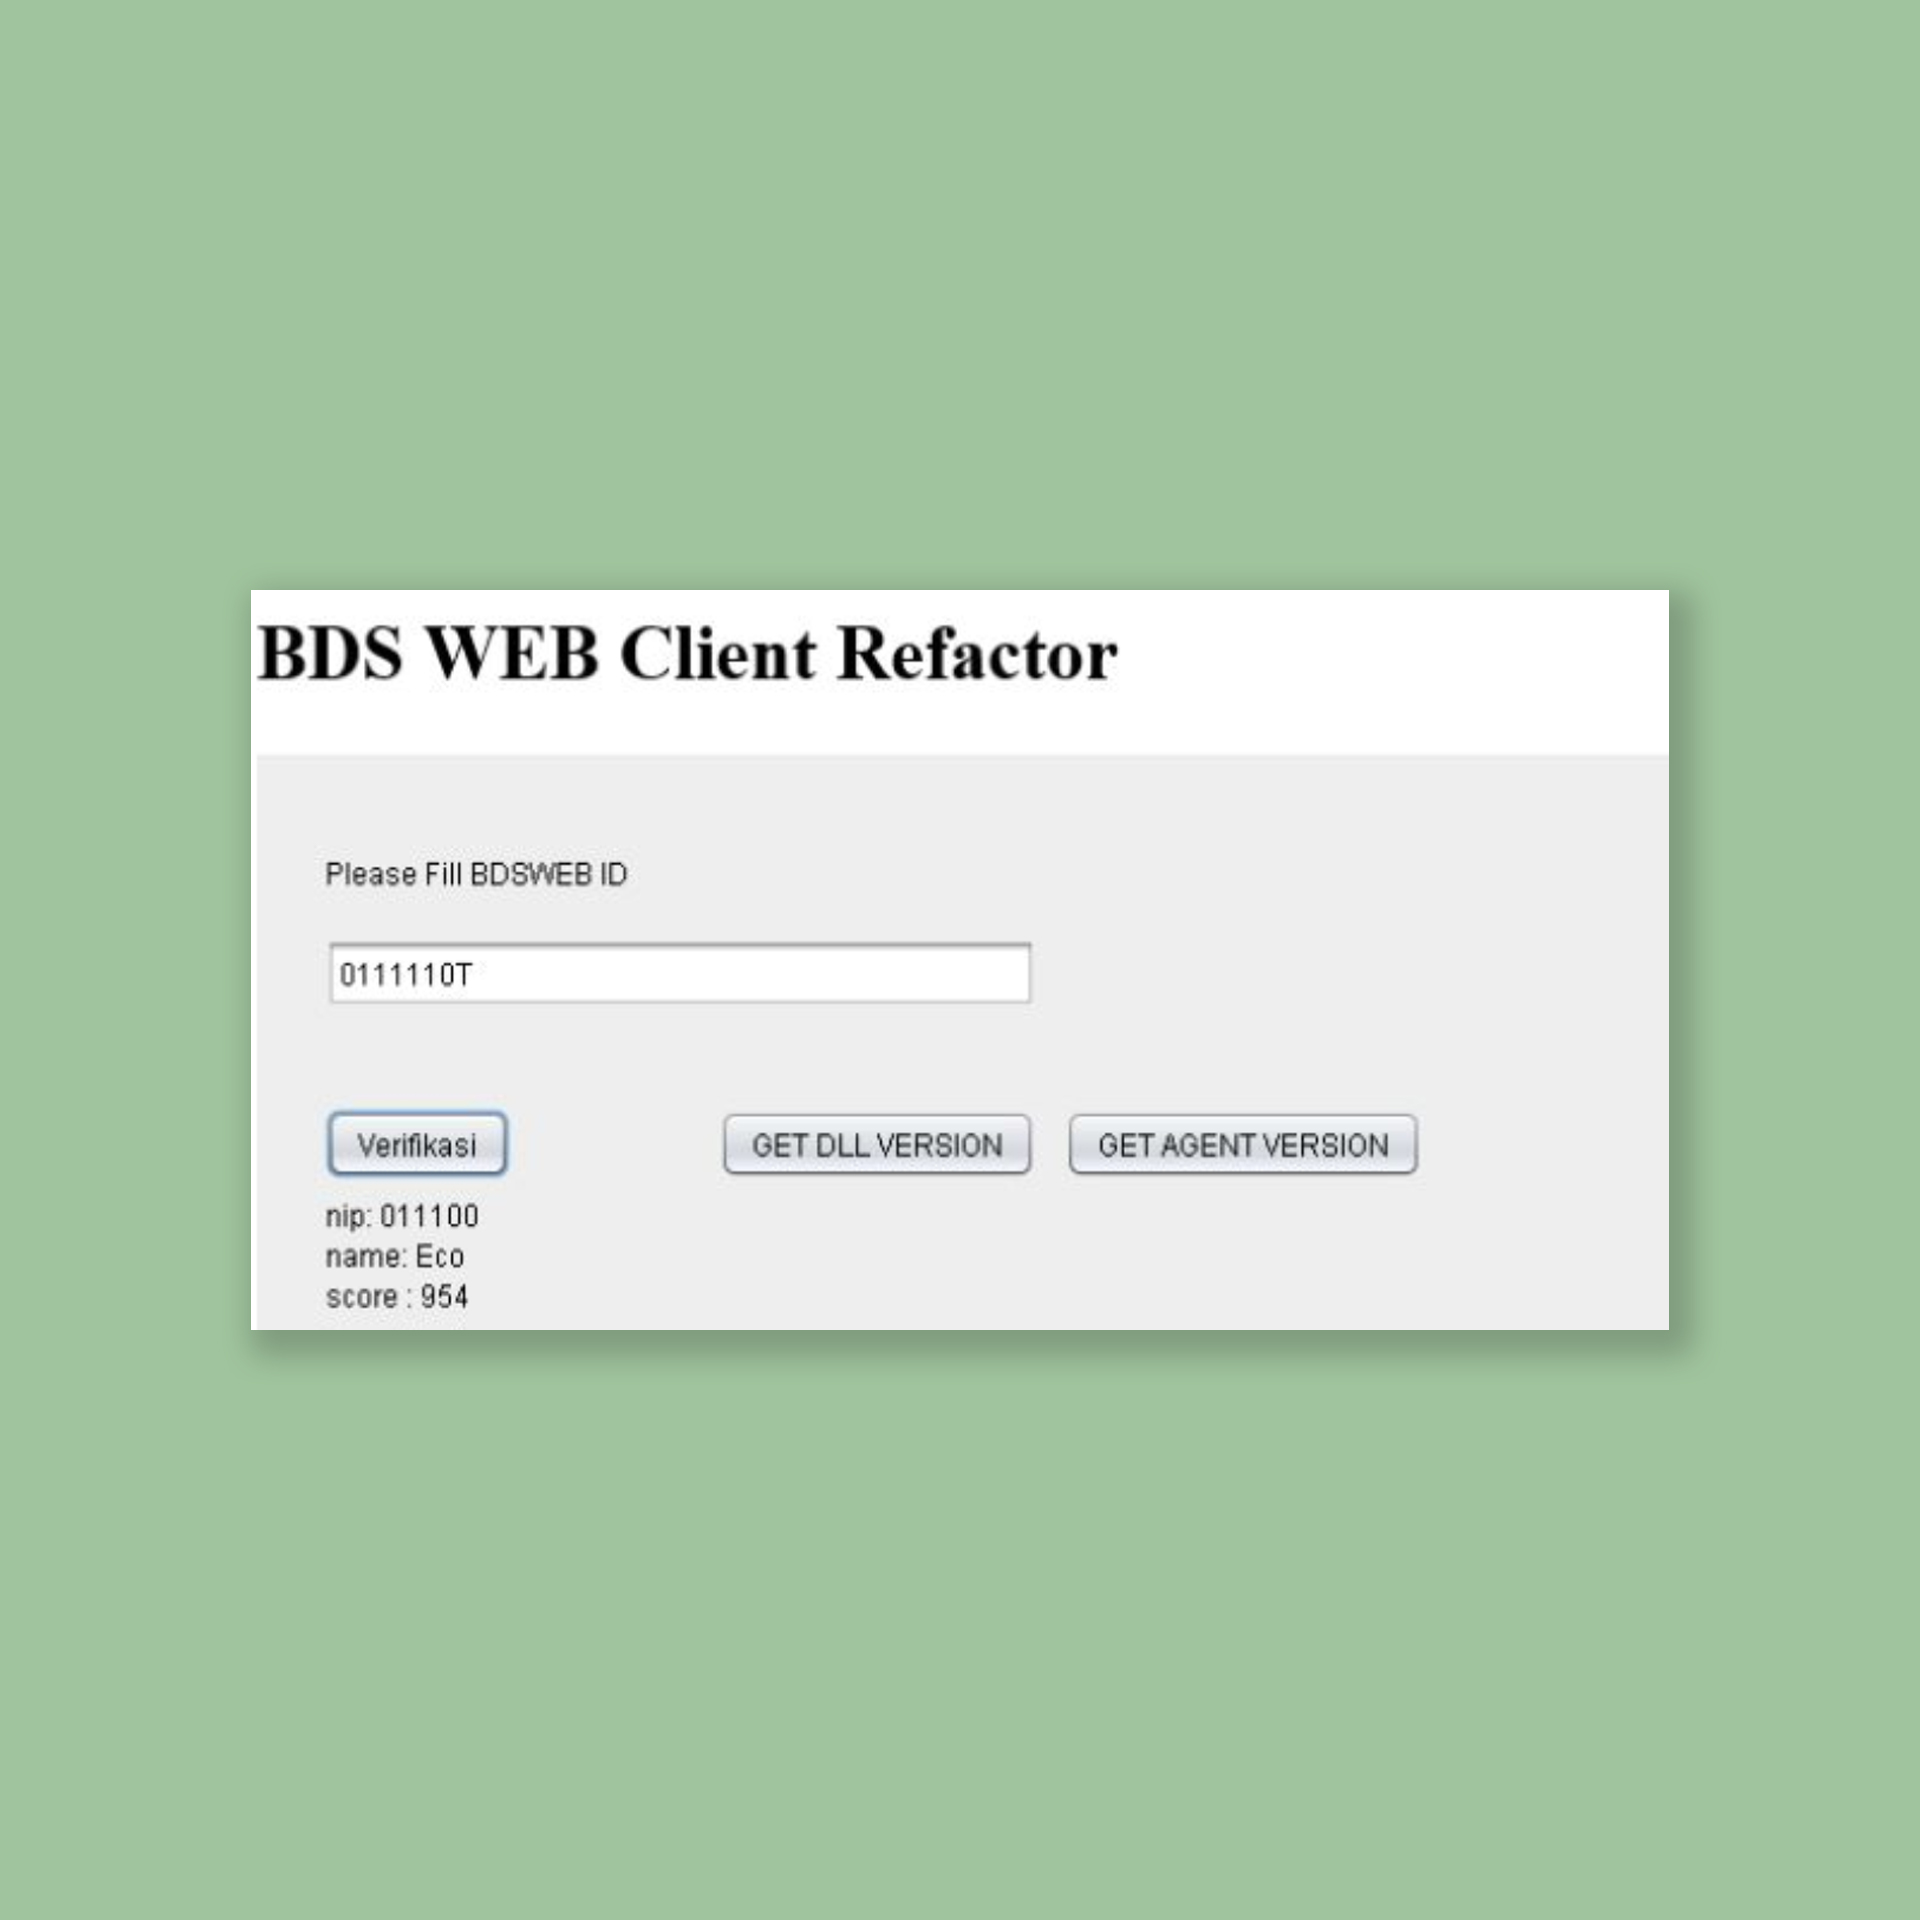 BDS WEB Client Refactor
Please Fill BDSWEB ID
0111110T
Verifikasi
GET DLL VERSION
GET AGENT VERSION
nip: 011100
name: Eco
score : 954